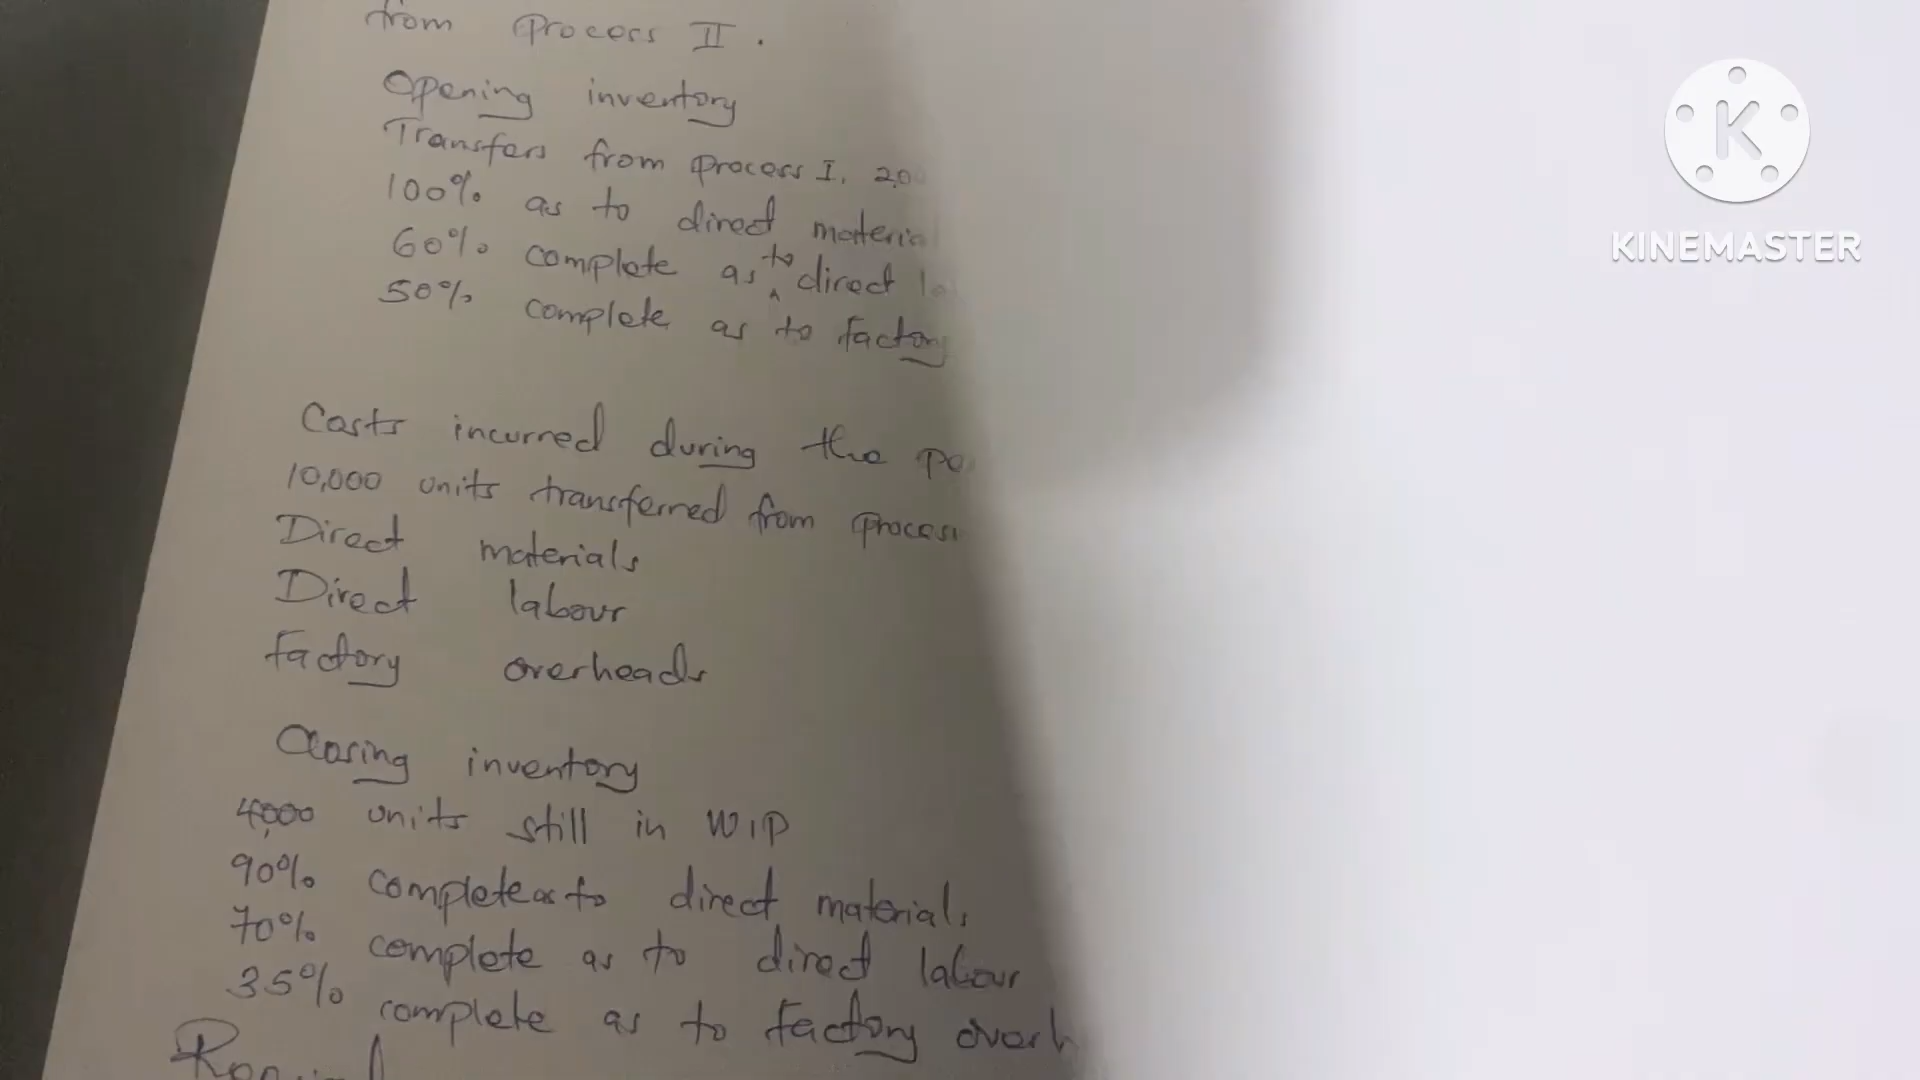 from process II.
Opening inventory
Transfers from process I.
100% as to direct
60% complete as to direct
50% complete as to factory
Costs incurred during the
10,000 units transferred from
Direct materials
Direct labour
Factory overheads
Closing inventory
4,000 units still in WIP
90% complete as to direct materials
70% complete as to direct labour
35% complete as to factory
K
KINEMASTER